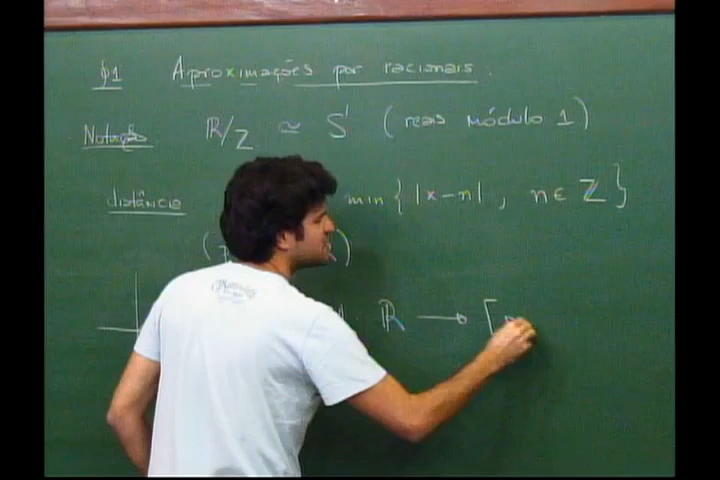 §1 Aproximações por racionais.
Notação ℝ/ℤ ≃ S¹ (reais módulo 1)
distância min { |x-n| , n ∈ ℤ }
ℝ → [